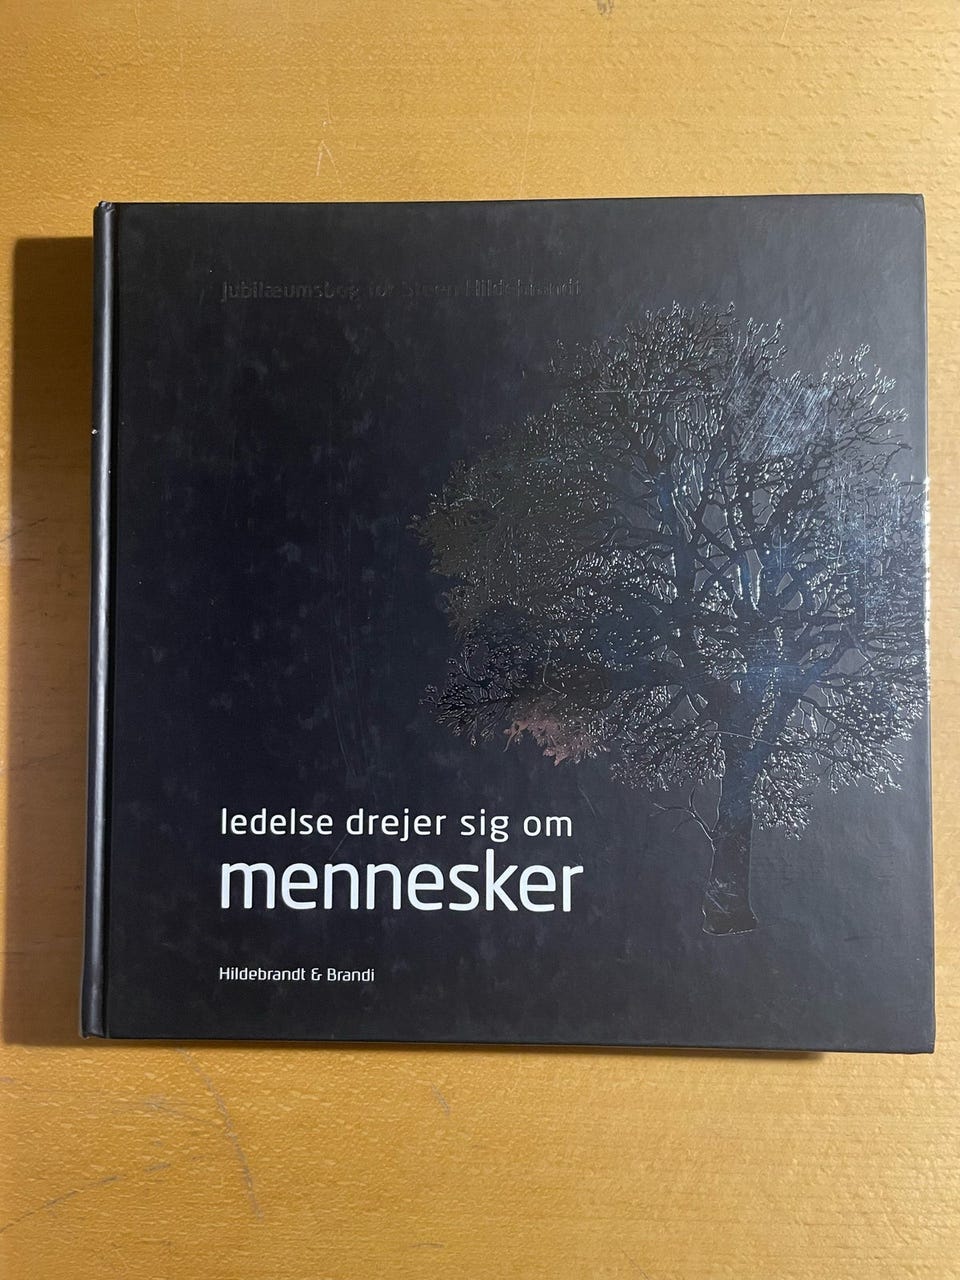 Jubilæumsbog for Steen Hildebrandt
ledelse drejer sig om
mennesker
Hildebrandt & Brandi